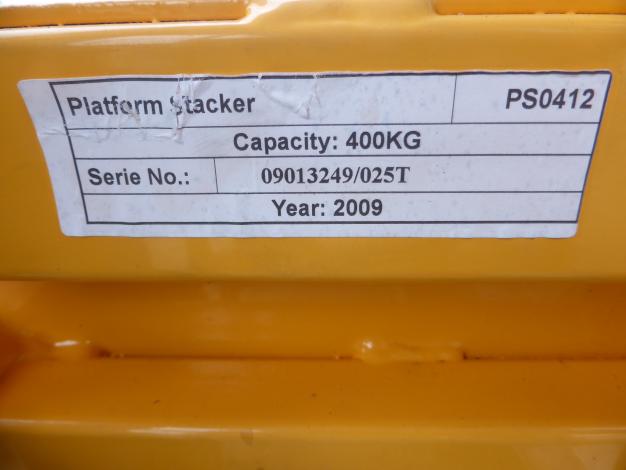 Platform Stacker PS0412
Capacity: 400KG
Serie No.: 09013249/025T
Year: 2009